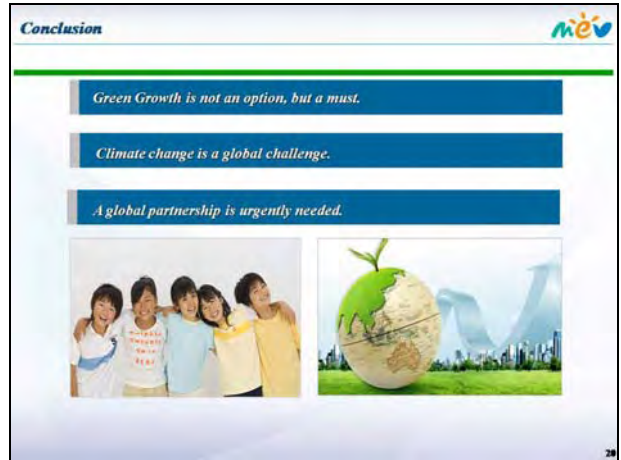 Conclusion
mev
Green Growth is not an option, but a must.
Climate change is a global challenge.
A global partnership is urgently needed.
20